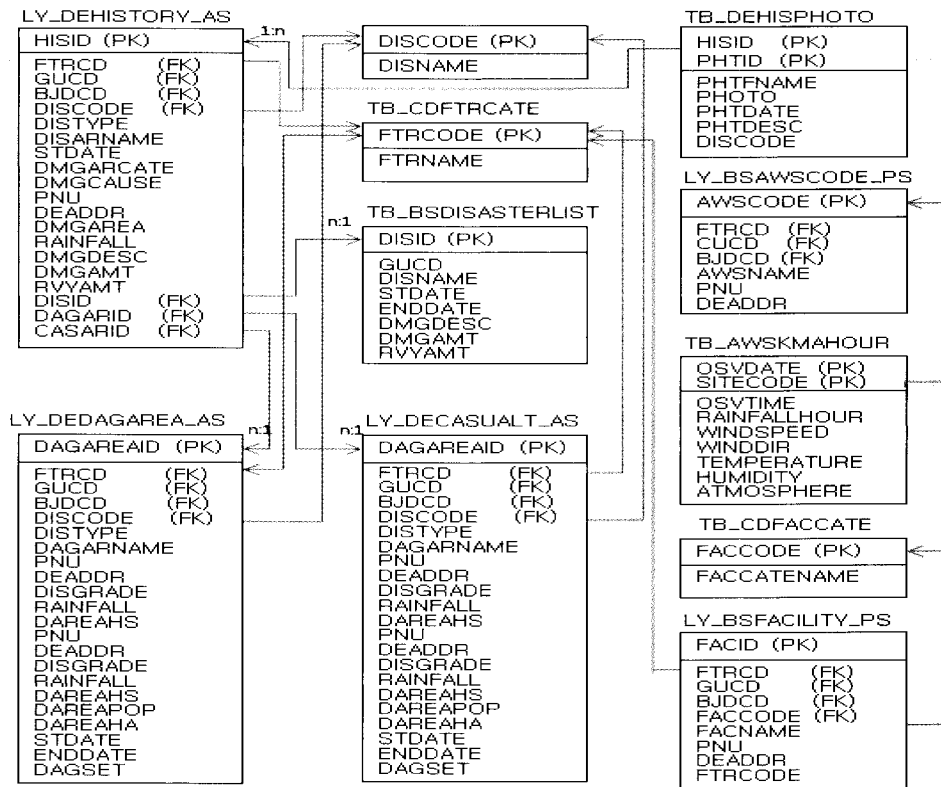 LY_DEHISTORY_AS
HISID (PK)
FTRCD (FK)
GUCD (FK)
BJDCD (FK)
DISCODE (FK)
DISTYPE
DISARNAME
STDATE
DMGARCATE
DMGCAUSE
PNU
DEADDR
DMGAREA
RAINFALL
DMGDESC
DMGAMT
RVYAMT
DISID (FK)
DAGARID (FK)
CASARID (FK)
1:n
DISCODE (PK)
DISNAME
TB_CDFTRCATE
FTRCODE (PK)
FTRNAME
TB_BSDISASTERLIST
n:1
DISID (PK)
GUCD
DISNAME
STDATE
ENDDATE
DMGDESC
DMGAMT
RVYAMT
TB_DEHISPHOTO
HISID (PK)
PHTID (PK)
PHTFNAME
PHOTO
PHTDATE
PHTDESC
DISCODE
LY_BSAWSCODE_PS
AWSCODE (PK)
FTRCD (FK)
CUCD (FK)
BJDCD (FK)
AWSNAME
PNU
DEADDR
TB_AWSKMAHOUR
OSVDATE (PK)
SITECODE (PK)
OSVTIME
RAINFALLHOUR
WINDSPEED
WINDDIR
TEMPERATURE
HUMIDITY
ATMOSPHERE
LY_DEDAGAREA_AS
n:1
DAGAREAID (PK)
FTRCD (FK)
GUCD (FK)
BJDCD (FK)
DISCODE (FK)
DISTYPE
DAGARNAME
PNU
DEADDR
DISGRADE
RAINFALL
DAREAHS
PNU
DEADDR
DISGRADE
RAINFALL
DAREAHS
DAREAPOP
DAREAHA
STDATE
ENDDATE
DAGSET
LY_DECASUALT_AS
n:1
DAGAREAID (PK)
FTRCD (FK)
GUCD (FK)
BJDCD (FK)
DISCODE (FK)
DISTYPE
DAGARNAME
PNU
DEADDR
DISGRADE
RAINFALL
DAREAHS
PNU
DEADDR
DISGRADE
RAINFALL
DAREAHS
DAREAPOP
DAREAHA
STDATE
ENDDATE
DAGSET
TB_CDFACCATE
FACCODE (PK)
FACCATENAME
LY_BSFACILITY_PS
FACID (PK)
FTRCD (FK)
GUCD (FK)
BJDCD (FK)
FACCODE (FK)
FACNAME
PNU
DEADDR
FTRCODE